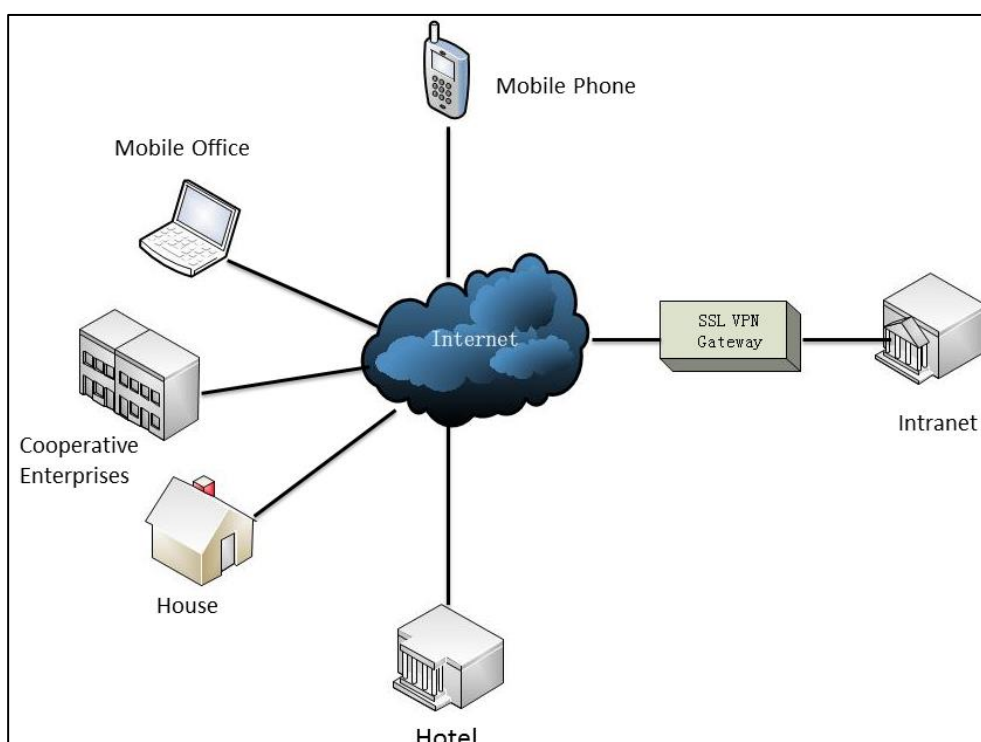 Mobile Phone
Mobile Office
Internet
SSL VPN
Gateway
Intranet
Cooperative
Enterprises
House
Hotel